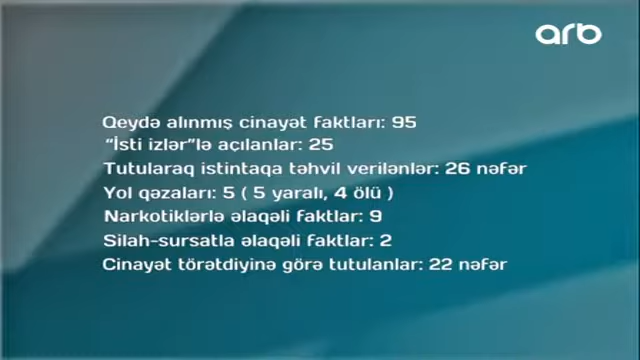 arb
Qeydə alınmış cinayət faktları: 95
"İsti izlər"lə açılanlar: 25
Tutularaq istintaqa təhvil verilənlər: 26 nəfər
Yol qəzaları: 5 ( 5 yaralı, 4 ölü )
Narkotiklərlə əlaqəli faktlar: 9
Silah-sursatla əlaqəli faktlar: 2
Cinayət törətdiyinə görə tutulanlar: 22 nəfər